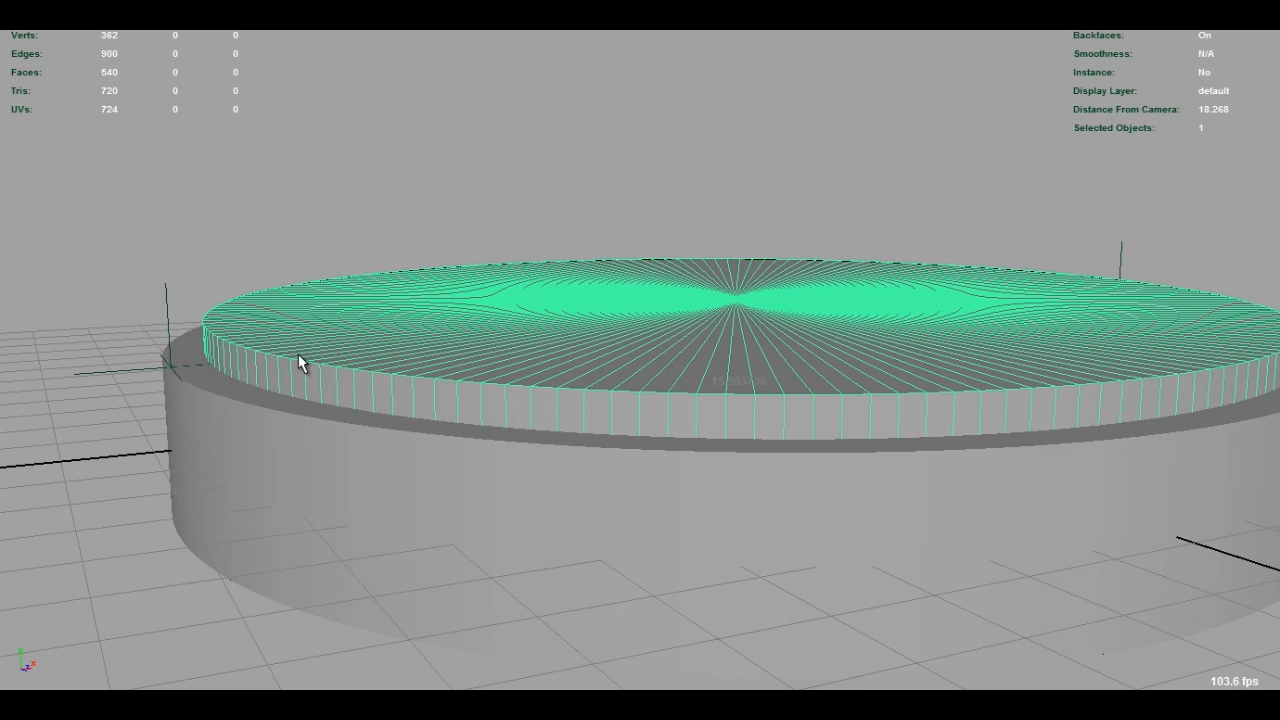 Verts: 362 0 0
Edges: 900 0 0
Faces: 540 0 0
Tris: 720 0 0
UVs: 724 0 0
Backfaces: On
Smoothness: N/A
Instance: No
Display Layer: default
Distance From Camera: 18.268
Selected Objects: 1
y
z x
103.6 fps